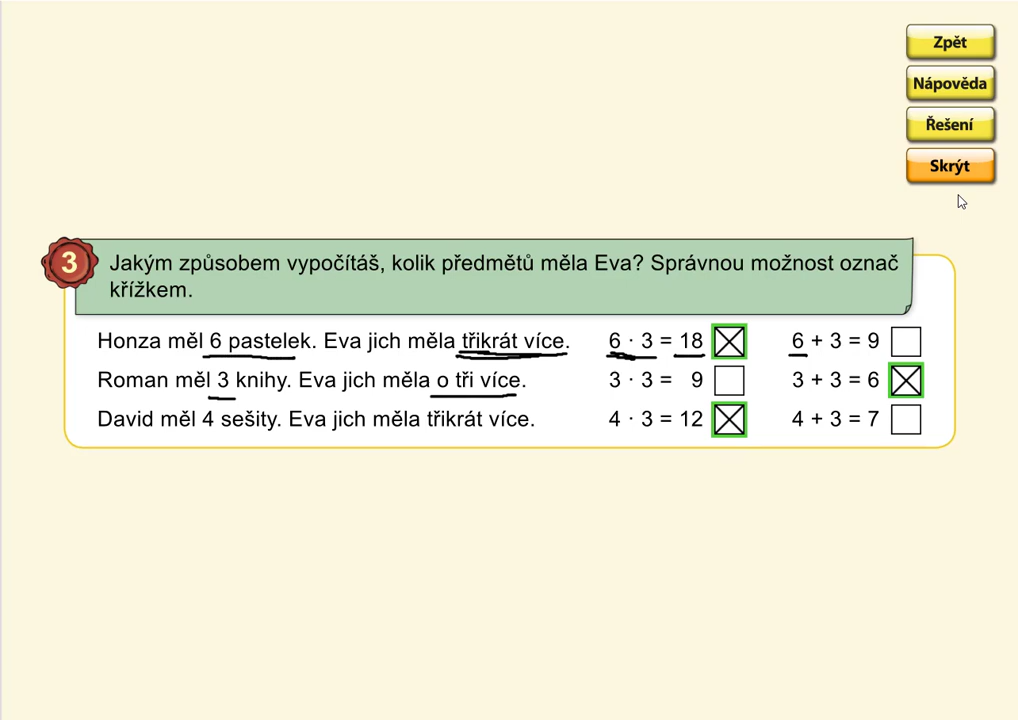 Zpět
Nápověda
Řešení
Skrýt
3
Jakým způsobem vypočítáš, kolik předmětů měla Eva? Správnou možnost označ
křížkem.
Honza měl 6 pastelek. Eva jich měla třikrát více. 6 · 3 = 18 6 + 3 = 9
Roman měl 3 knihy. Eva jich měla o tři více. 3 · 3 = 9 3 + 3 = 6
David měl 4 sešity. Eva jich měla třikrát více. 4 · 3 = 12 4 + 3 = 7